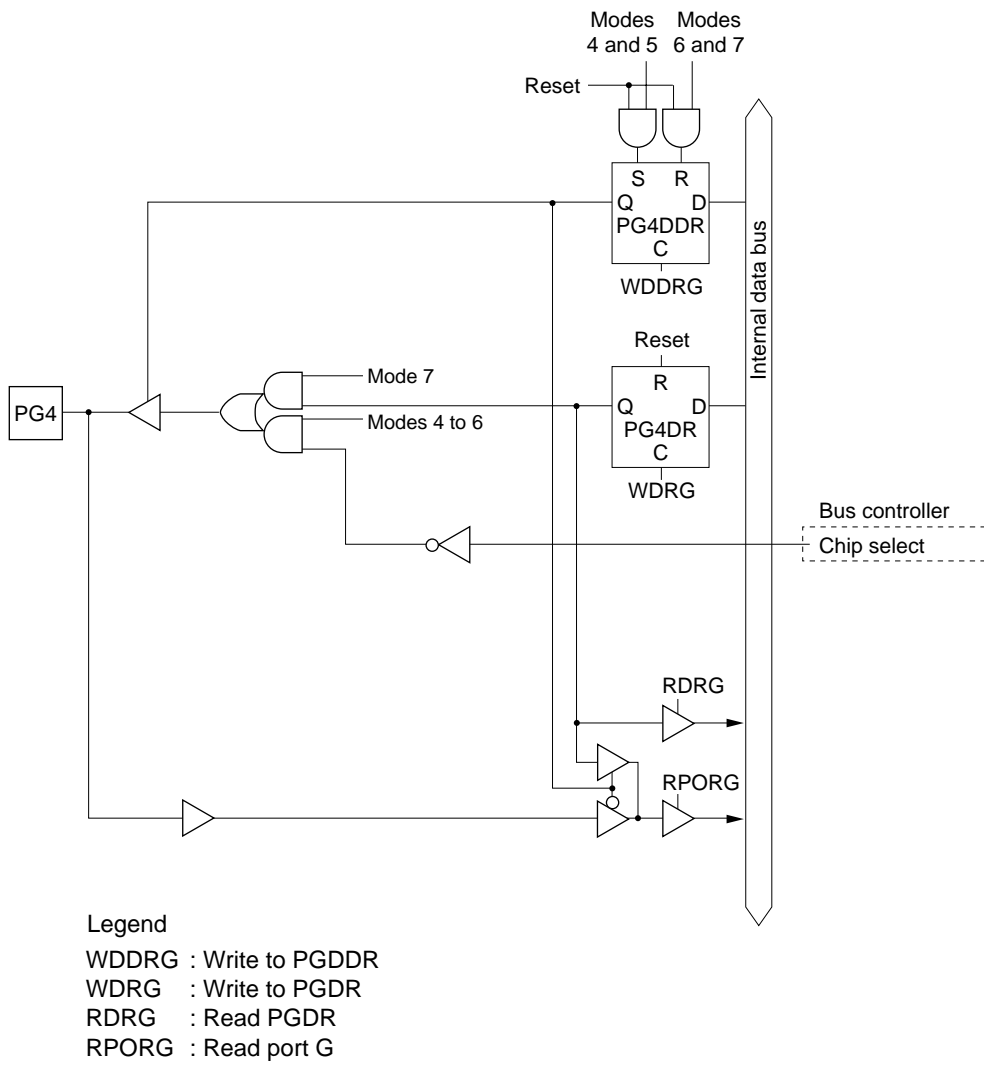 Modes
4 and 5
Modes
6 and 7
Reset
S R
Q D
PG4DDR
C
WDDRG
Internal data bus
Reset
R
Q D
PG4DR
C
WDRG
Mode 7
Modes 4 to 6
PG4
Bus controller
Chip select
RDRG
RPORG
Legend
WDDRG : Write to PGDDR
WDRG : Write to PGDR
RDRG : Read PGDR
RPORG : Read port G